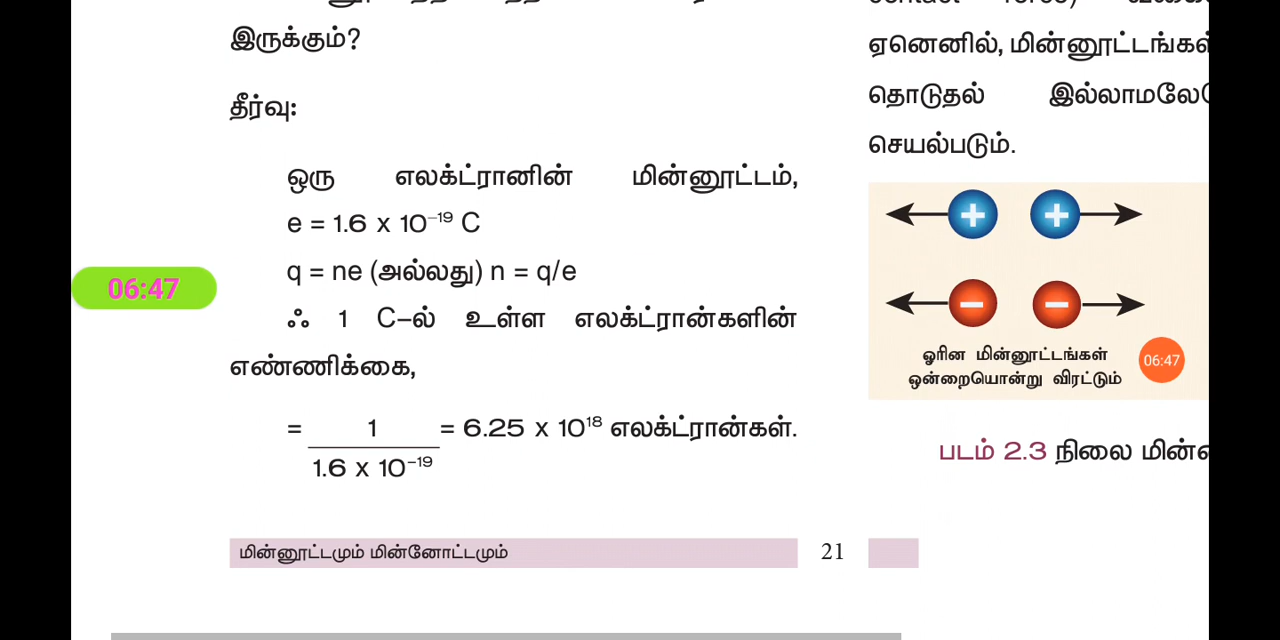 இருக்கும்?
தீர்வு:
ஒரு எலக்ட்ரானின் மின்னூட்டம்,
e = 1.6 x 10⁻¹⁹ C
q = ne (அல்லது) n = q/e
ஃ 1 C–ல் உள்ள எலக்ட்ரான்களின்
எண்ணிக்கை,
= 1 / 1.6 x 10⁻¹⁹ = 6.25 x 10¹⁸ எலக்ட்ரான்கள்.
06:47
மின்னூட்டமும் மின்னோட்டமும்
21
ஏனெனில், மின்னூட்டங்கள்
தொடுதல்
செயல்படும்.
+ +
− −
ஓரின மின்னூட்டங்கள்
ஒன்றையொன்று விரட்டும்
06:47
படம் 2.3 நிலை